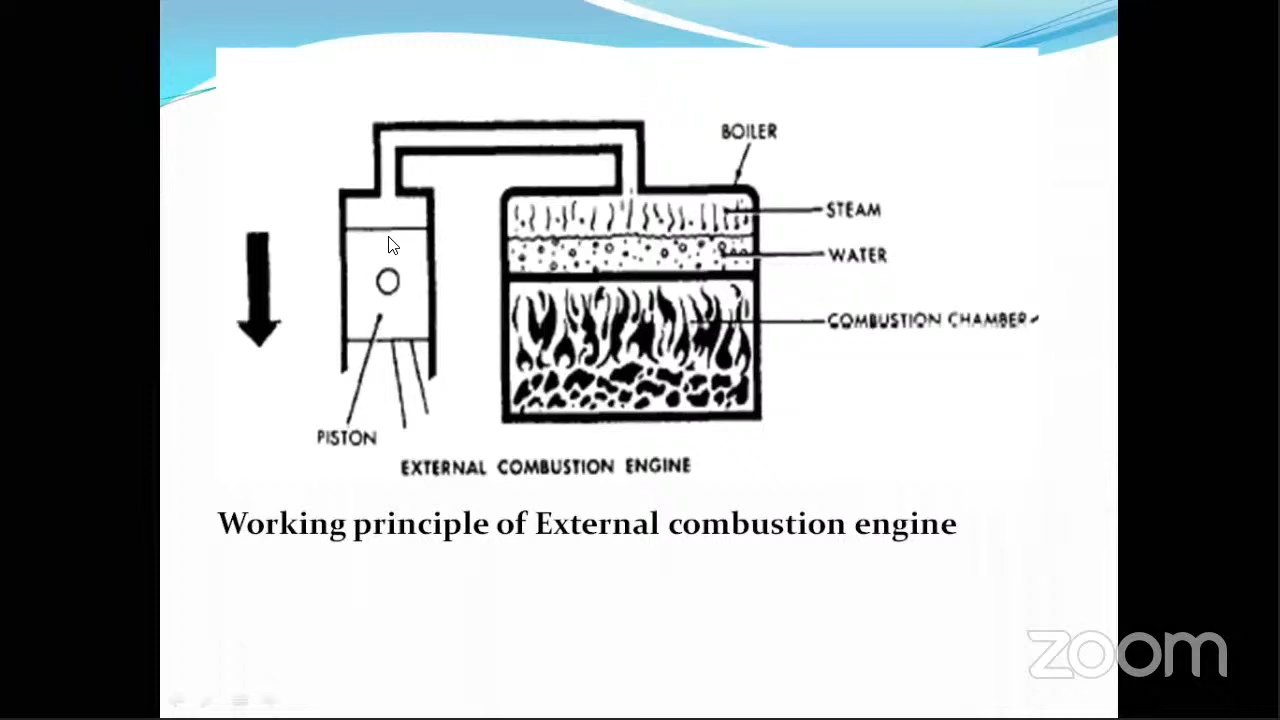 BOILER
STEAM
WATER
COMBUSTION CHAMBER
PISTON
EXTERNAL COMBUSTION ENGINE
Working principle of External combustion engine
zoom